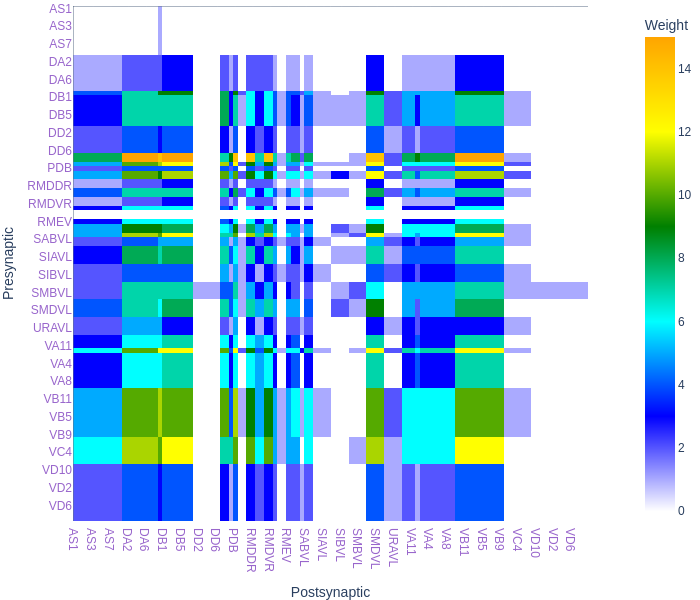 Weight
Presynaptic
AS1
AS3
AS7
DA2
DA6
DB1
DB5
DD2
DD6
PDB
RMDDR
RMDVR
RMEV
SABVL
SIAVL
SIBVL
SMBVL
SMDVL
URAVL
VA11
VA4
VA8
VB11
VB5
VB9
VC4
VD10
VD2
VD6
14
12
10
8
6
4
2
0
AS1
AS3
AS7
DA2
DA6
DB1
DB5
DD2
DD6
PDB
RMDDR
RMDVR
RMEV
SABVL
SIAVL
SIBVL
SMBVL
SMDVL
URAVL
VA11
VA4
VA8
VB11
VB5
VB9
VC4
VD10
VD2
VD6
Postsynaptic